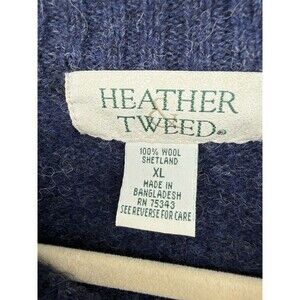 HEATHER
TWEED®
100% WOOL
SHETLAND
XL
MADE IN
BANGLADESH
RN 75343
SEE REVERSE FOR CARE